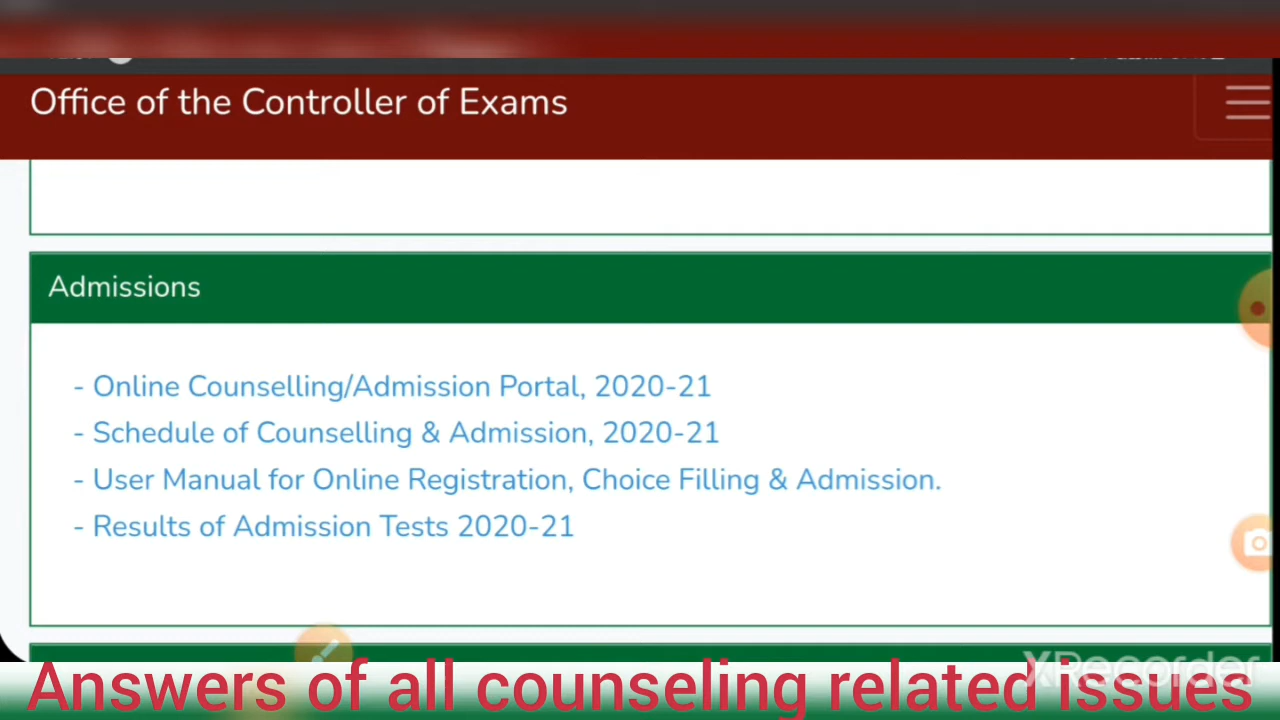 Office of the Controller of Exams
Admissions
- Online Counselling/Admission Portal, 2020-21
- Schedule of Counselling & Admission, 2020-21
- User Manual for Online Registration, Choice Filling & Admission.
- Results of Admission Tests 2020-21
XRecorder
Answers of all counseling related issues